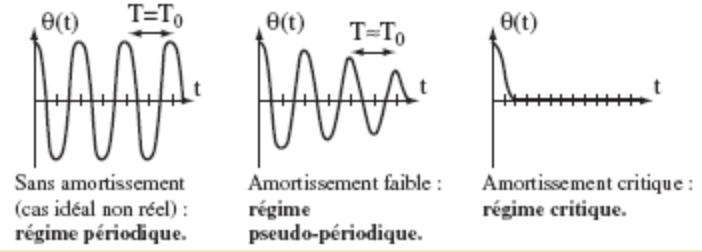 θ(t)
T=T₀
t
Sans amortissement
(cas idéal non réel) :
régime périodique.
θ(t)
T≈T₀
t
Amortissement faible :
régime
pseudo-périodique.
θ(t)
t
Amortissement critique :
régime critique.